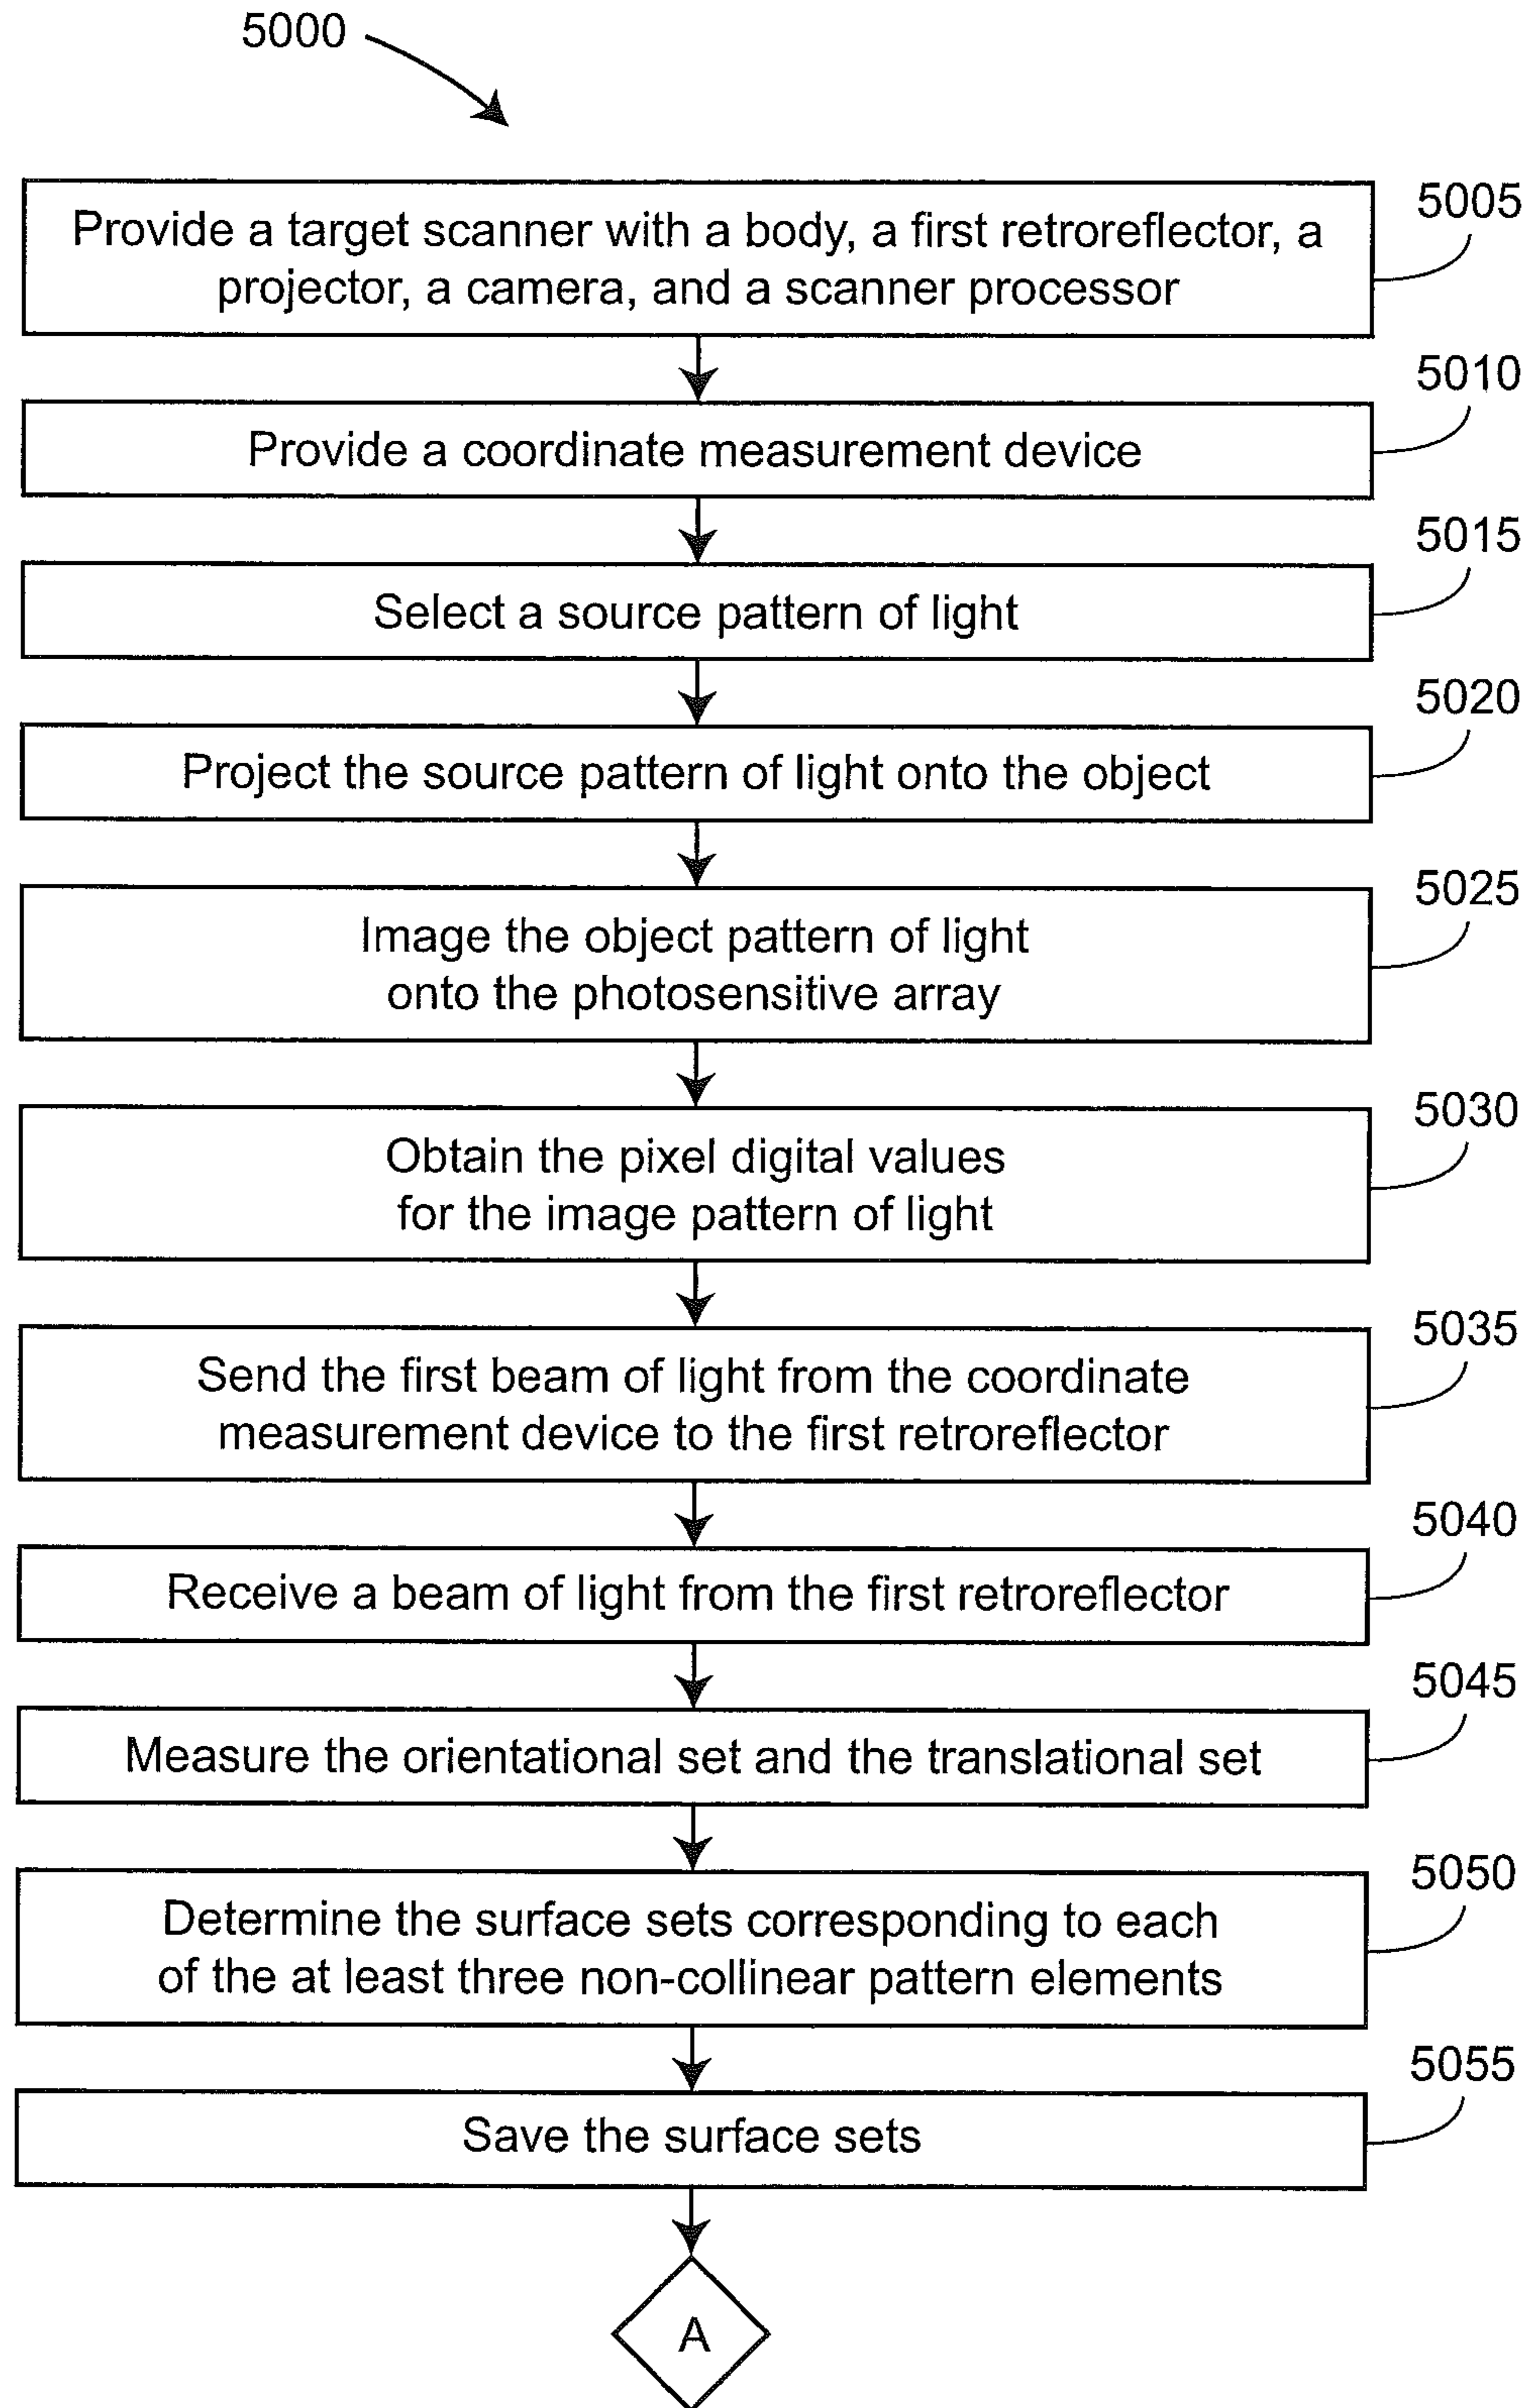 5000
Provide a target scanner with a body, a first retroreflector, a
projector, a camera, and a scanner processor
5005
Provide a coordinate measurement device
5010
Select a source pattern of light
5015
Project the source pattern of light onto the object
5020
Image the object pattern of light
onto the photosensitive array
5025
Obtain the pixel digital values
for the image pattern of light
5030
Send the first beam of light from the coordinate
measurement device to the first retroreflector
5035
Receive a beam of light from the first retroreflector
5040
Measure the orientational set and the translational set
5045
Determine the surface sets corresponding to each
of the at least three non-collinear pattern elements
5050
Save the surface sets
5055
A